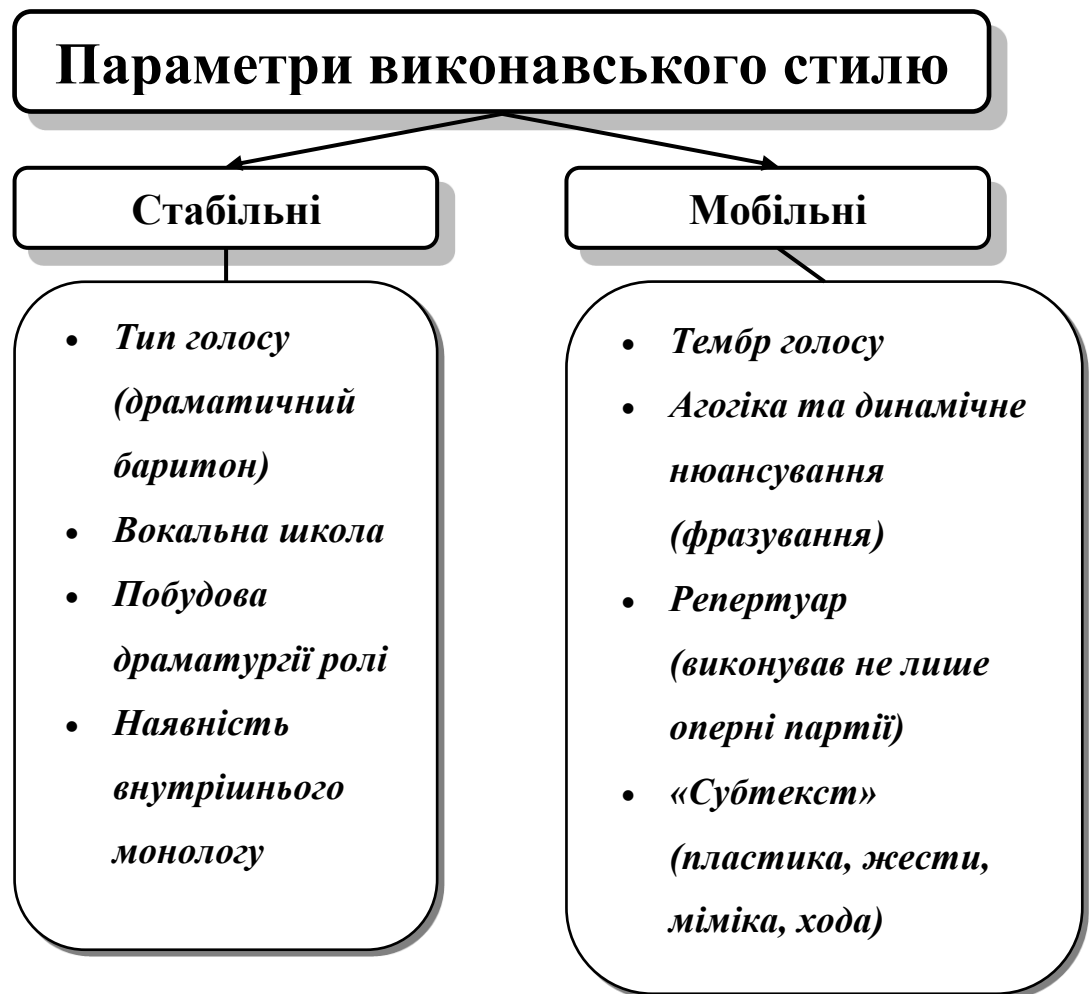 Параметри виконавського стилю
Стабільні
Мобільні
• Тип голосу
(драматичний
баритон)
• Вокальна школа
• Побудова
драматургії ролі
• Наявність
внутрішнього
монологу
• Тембр голосу
• Агогіка та динамічне
нюансування
(фразування)
• Репертуар
(виконував не лише
оперні партії)
• «Субтекст»
(пластика, жести,
міміка, хода)